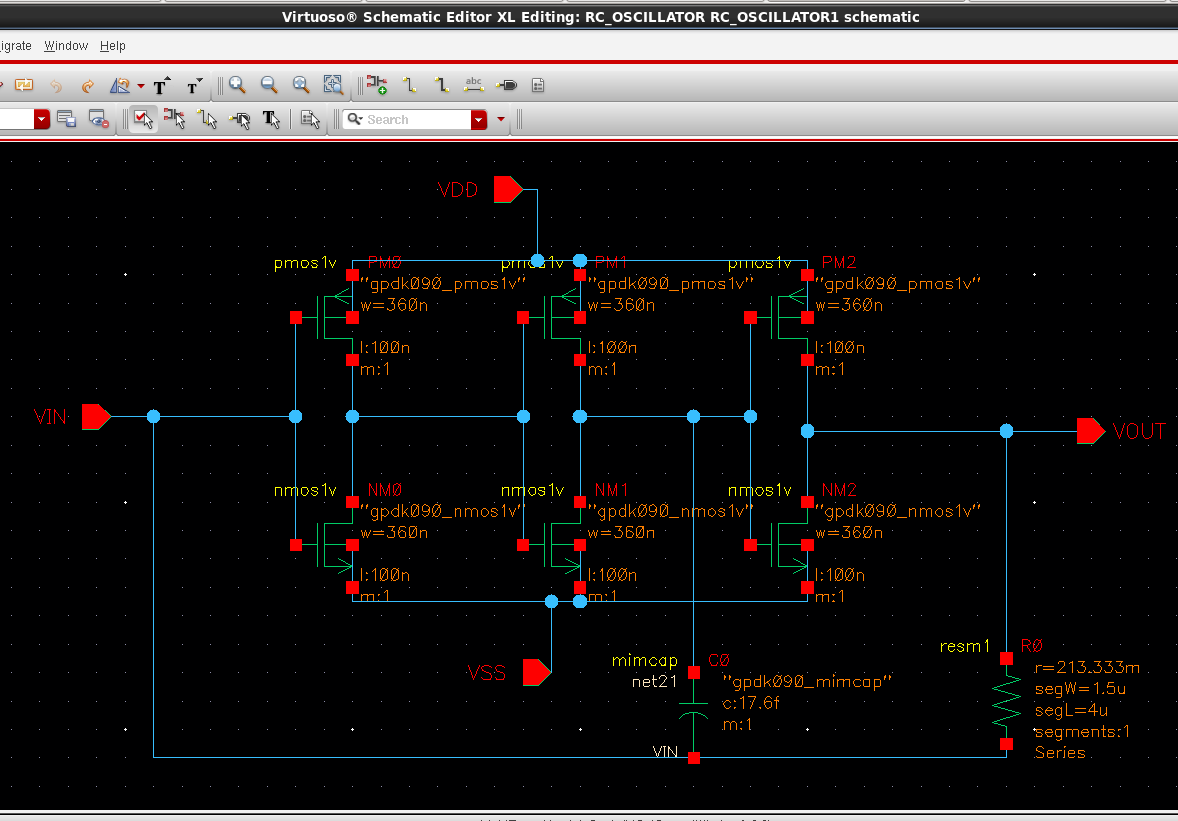 Virtuoso® Schematic Editor XL Editing: RC_OSCILLATOR RC_OSCILLATOR1 schematic
igrate Window Help
abc
Search
VDD
pmos1v PM0 pmos1v PM1 pmos1v PM2
"gpdk090_pmos1v" "gpdk090_pmos1v" "gpdk090_pmos1v"
w=360n w=360n w=360n
l:100n l:100n l:100n
m:1 m:1 m:1
VIN VOUT
nmos1v NM0 nmos1v NM1 nmos1v NM2
"gpdk090_nmos1v" "gpdk090_nmos1v" "gpdk090_nmos1v"
w=360n w=360n w=360n
l:100n l:100n l:100n
m:1 m:1 m:1
resm1 R0
mimcap C0
r=213.333m
VSS
net21 "gpdk090_mimcap"
segW=1.5u
c:17.6f
segL=4u
m:1
segments:1
VIN
Series